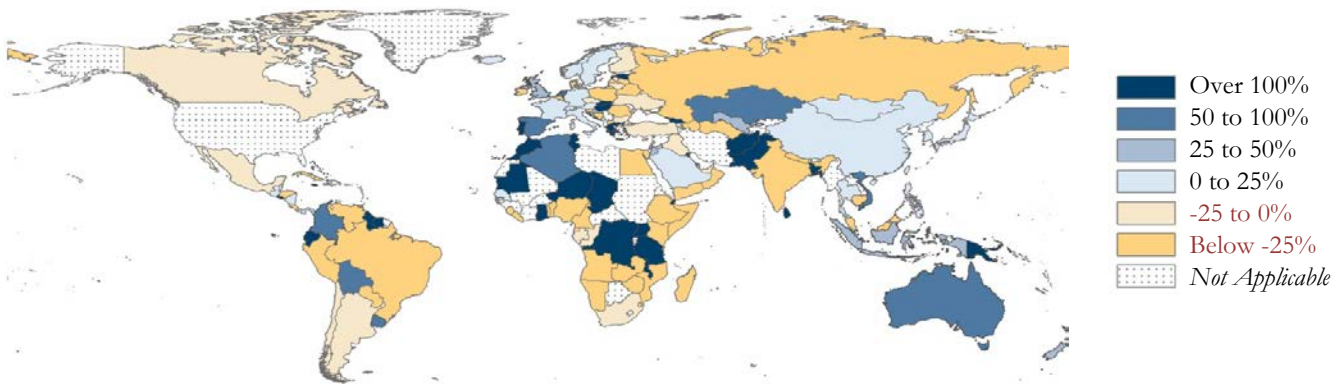 Over 100%
50 to 100%
25 to 50%
0 to 25%
-25 to 0%
Below -25%
Not Applicable